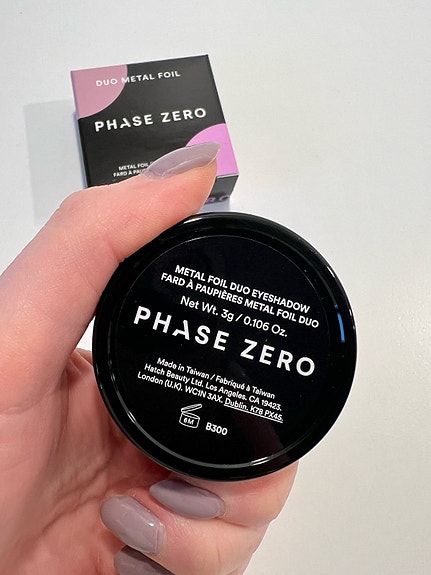 DUO METAL FOIL
PHASE ZERO
METAL FOIL
FARD À
METAL FOIL DUO EYESHADOW
FARD À PAUPIÈRES METAL FOIL DUO
Net Wt. 3g / 0.106 Oz.
PHASE ZERO
Made in Taiwan / Fabriqué à Taiwan
Hatch Beauty Ltd. Los Angeles. CA 19423.
London (U.K). WC1N 3AX. Dublin. K78 PX45.
6M
B300